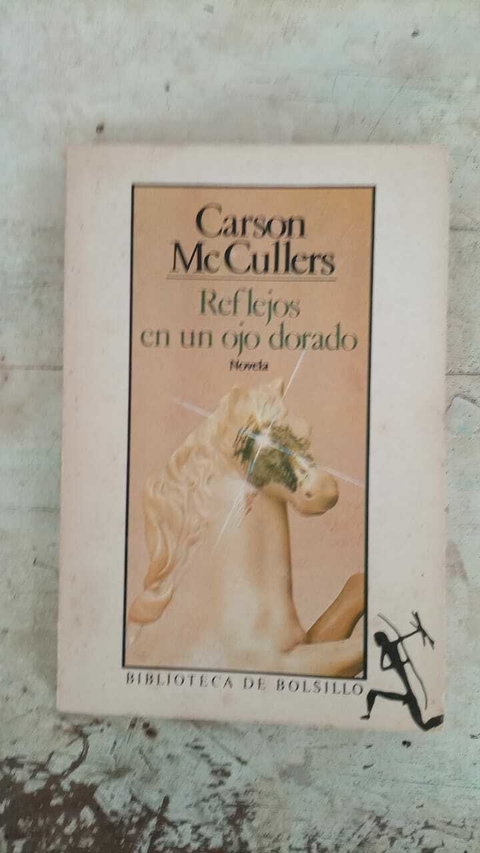 Carson
McCullers
Reflejos
en un ojo dorado
Novela
BIBLIOTECA DE BOLSILLO